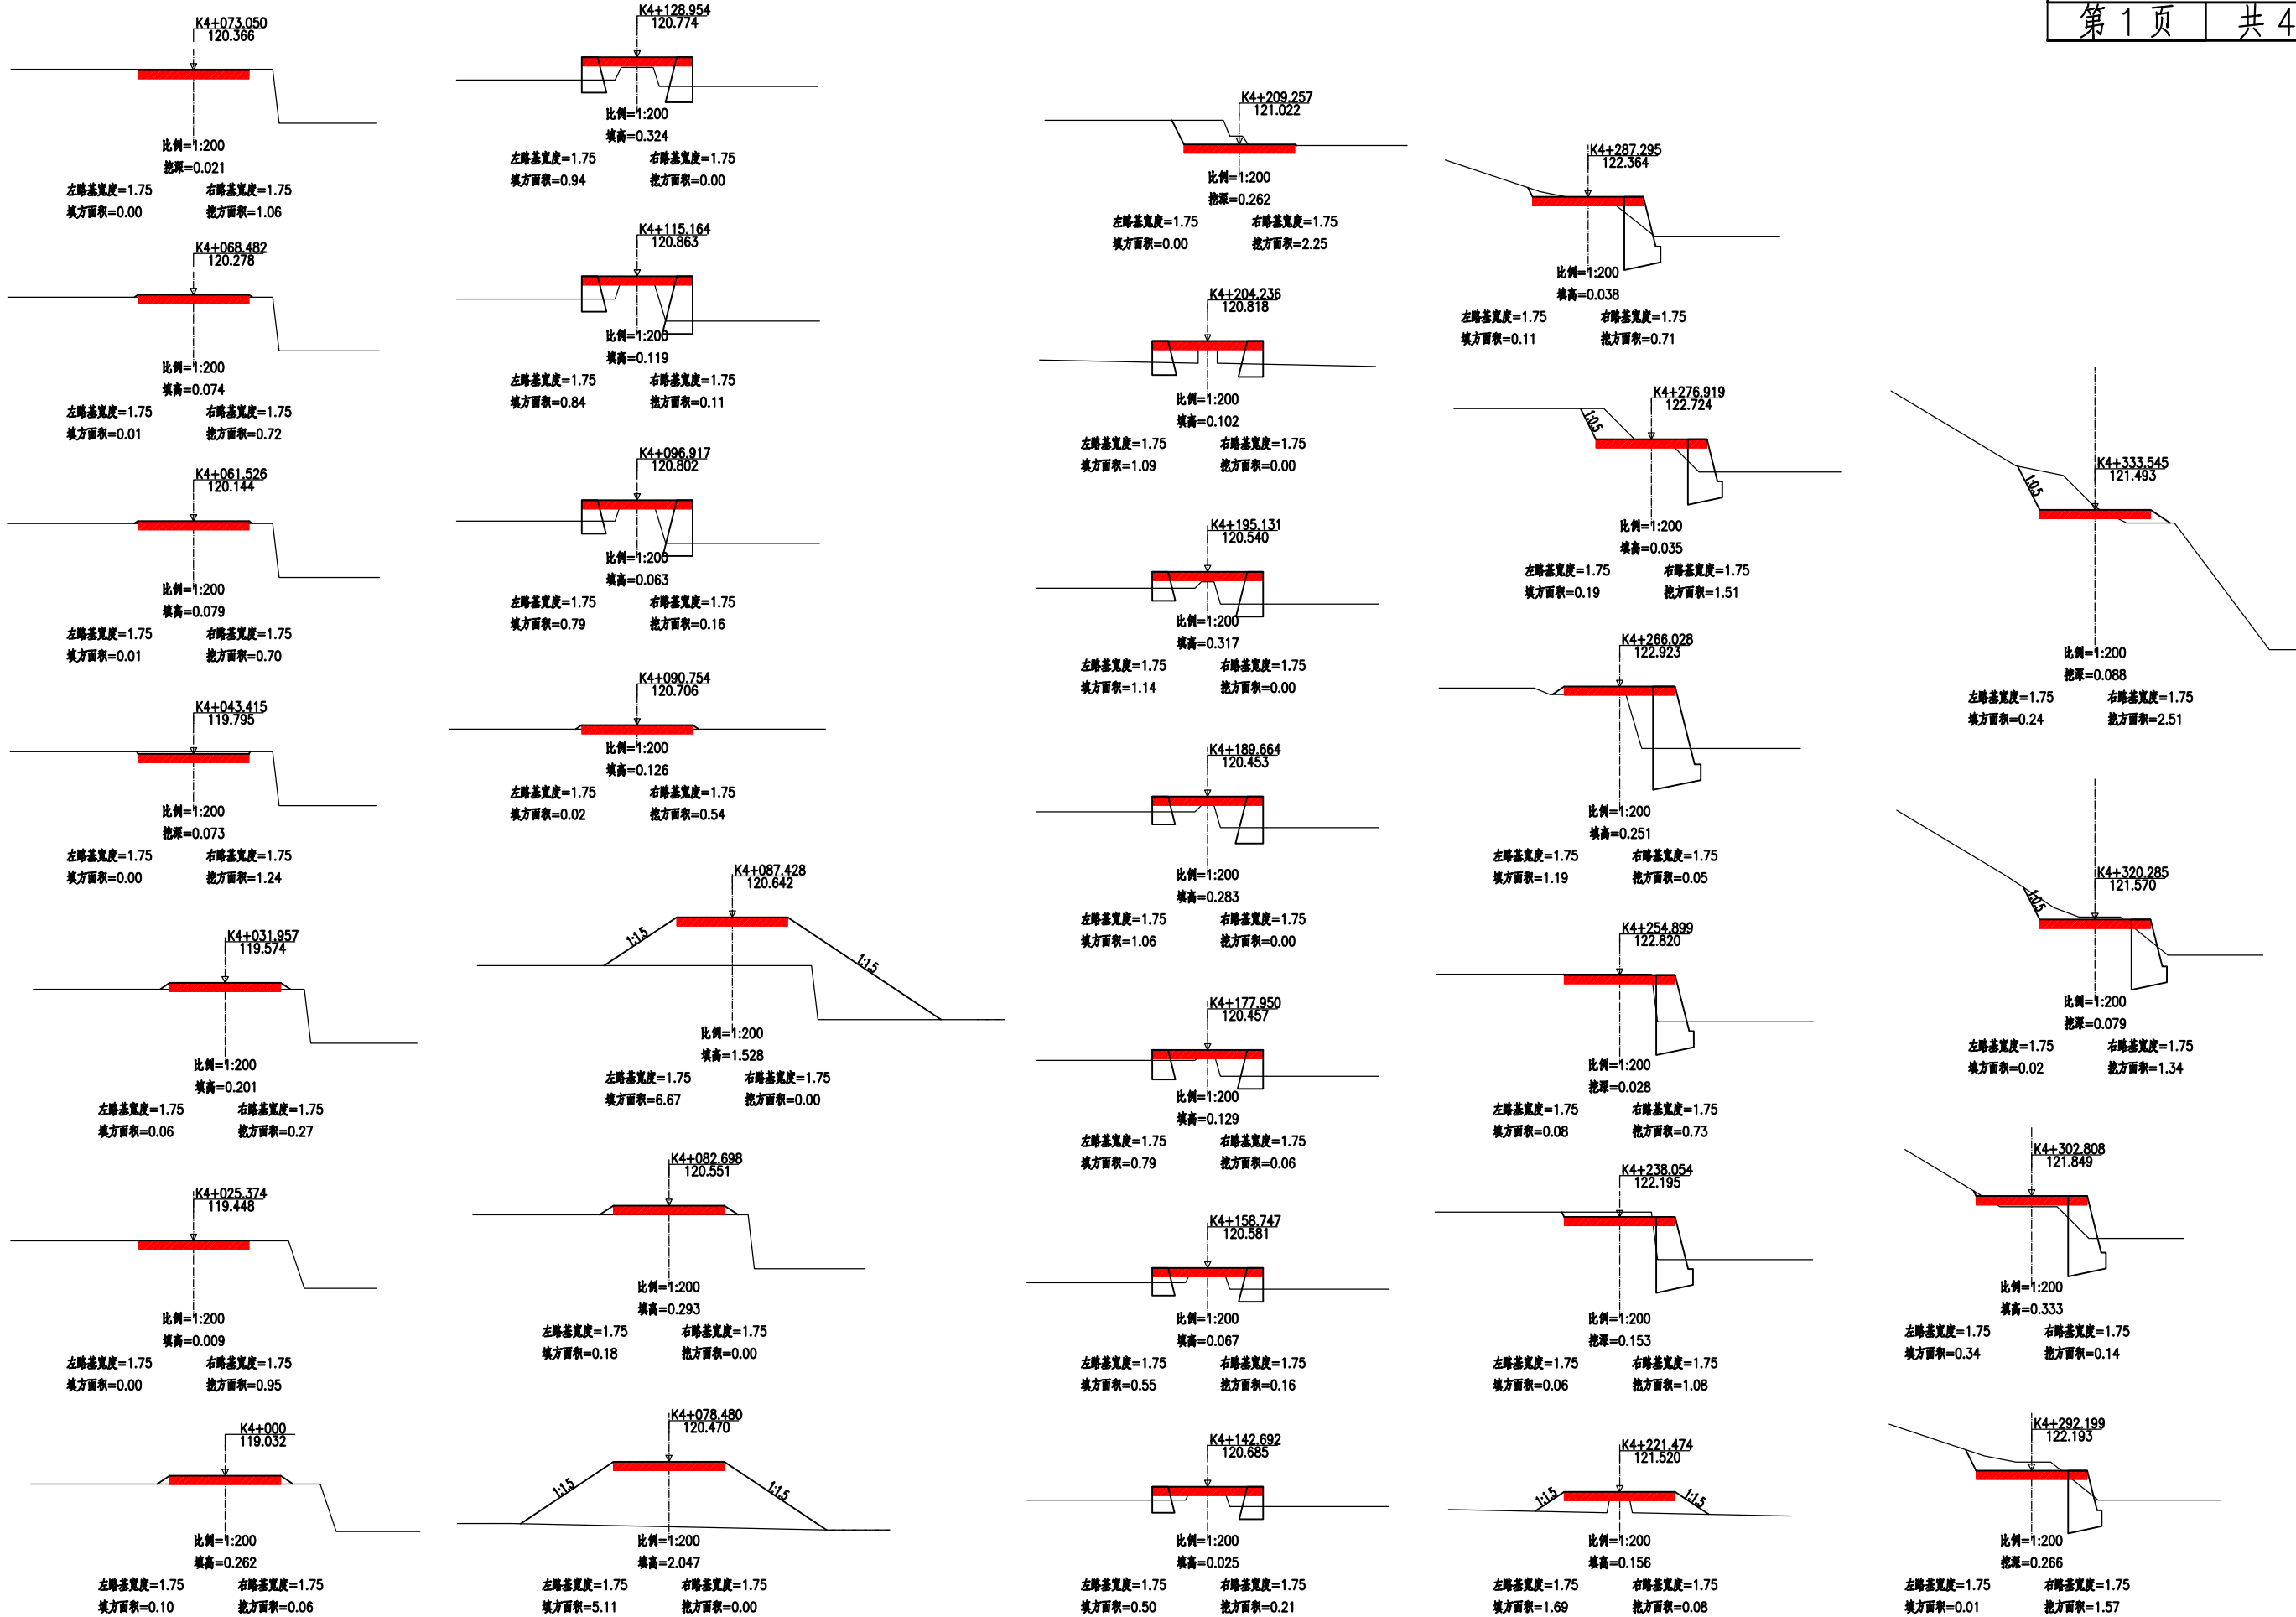 第 1 页 共 4
K4+073.050
120.366
比例=1:200
挖深=0.021
左路基宽度=1.75 右路基宽度=1.75
填方面积=0.00 挖方面积=1.06
K4+068.482
120.278
比例=1:200
填高=0.074
左路基宽度=1.75 右路基宽度=1.75
填方面积=0.01 挖方面积=0.72
K4+061.526
120.144
比例=1:200
填高=0.079
左路基宽度=1.75 右路基宽度=1.75
填方面积=0.01 挖方面积=0.70
K4+043.415
119.795
比例=1:200
挖深=0.073
左路基宽度=1.75 右路基宽度=1.75
填方面积=0.00 挖方面积=1.24
K4+031.957
119.574
比例=1:200
填高=0.201
左路基宽度=1.75 右路基宽度=1.75
填方面积=0.06 挖方面积=0.27
K4+025.374
119.448
比例=1:200
填高=0.009
左路基宽度=1.75 右路基宽度=1.75
填方面积=0.00 挖方面积=0.95
K4+000
119.032
比例=1:200
填高=0.262
左路基宽度=1.75 右路基宽度=1.75
填方面积=0.10 挖方面积=0.06
K4+128.954
120.774
比例=1:200
填高=0.324
左路基宽度=1.75 右路基宽度=1.75
填方面积=0.94 挖方面积=0.00
K4+115.164
120.863
比例=1:200
填高=0.119
左路基宽度=1.75 右路基宽度=1.75
填方面积=0.84 挖方面积=0.11
K4+096.917
120.802
比例=1:200
填高=0.063
左路基宽度=1.75 右路基宽度=1.75
填方面积=0.79 挖方面积=0.16
K4+090.754
120.706
比例=1:200
填高=0.126
左路基宽度=1.75 右路基宽度=1.75
填方面积=0.02 挖方面积=0.54
K4+087.428
120.642
1:1.5 1:1.5
比例=1:200
填高=1.528
左路基宽度=1.75 右路基宽度=1.75
填方面积=6.67 挖方面积=0.00
K4+082.698
120.551
比例=1:200
填高=0.293
左路基宽度=1.75 右路基宽度=1.75
填方面积=0.18 挖方面积=0.00
K4+078.480
120.470
1:1.5 1:1.5
比例=1:200
填高=2.047
左路基宽度=1.75 右路基宽度=1.75
填方面积=5.11 挖方面积=0.00
K4+209.257
121.022
比例=1:200
挖深=0.262
左路基宽度=1.75 右路基宽度=1.75
填方面积=0.00 挖方面积=2.25
K4+204.236
120.818
比例=1:200
填高=0.102
左路基宽度=1.75 右路基宽度=1.75
填方面积=1.09 挖方面积=0.00
K4+195.131
120.540
比例=1:200
填高=0.317
左路基宽度=1.75 右路基宽度=1.75
填方面积=1.14 挖方面积=0.00
K4+189.664
120.453
比例=1:200
填高=0.283
左路基宽度=1.75 右路基宽度=1.75
填方面积=1.06 挖方面积=0.00
K4+177.950
120.457
比例=1:200
填高=0.129
左路基宽度=1.75 右路基宽度=1.75
填方面积=0.79 挖方面积=0.06
K4+158.747
120.581
比例=1:200
填高=0.067
左路基宽度=1.75 右路基宽度=1.75
填方面积=0.55 挖方面积=0.16
K4+142.692
120.685
比例=1:200
填高=0.025
左路基宽度=1.75 右路基宽度=1.75
填方面积=0.50 挖方面积=0.21
K4+287.295
122.364
比例=1:200
填高=0.038
左路基宽度=1.75 右路基宽度=1.75
填方面积=0.11 挖方面积=0.71
K4+276.919
122.724
1:0.5
比例=1:200
填高=0.035
左路基宽度=1.75 右路基宽度=1.75
填方面积=0.19 挖方面积=1.51
K4+266.028
122.923
比例=1:200
填高=0.251
左路基宽度=1.75 右路基宽度=1.75
填方面积=1.19 挖方面积=0.05
K4+254.899
122.820
比例=1:200
挖深=0.028
左路基宽度=1.75 右路基宽度=1.75
填方面积=0.08 挖方面积=0.73
K4+238.054
122.195
比例=1:200
挖深=0.153
左路基宽度=1.75 右路基宽度=1.75
填方面积=0.06 挖方面积=1.08
K4+221.474
121.520
1:1.5 1:1.5
比例=1:200
填高=0.156
左路基宽度=1.75 右路基宽度=1.75
填方面积=1.69 挖方面积=0.08
K4+333.545
121.493
1:0.5
比例=1:200
挖深=0.088
左路基宽度=1.75 右路基宽度=1.75
填方面积=0.24 挖方面积=2.51
K4+320.285
121.570
1:0.5
比例=1:200
挖深=0.079
左路基宽度=1.75 右路基宽度=1.75
填方面积=0.02 挖方面积=1.34
K4+302.808
121.849
比例=1:200
填高=0.333
左路基宽度=1.75 右路基宽度=1.75
填方面积=0.34 挖方面积=0.14
K4+292.199
122.193
比例=1:200
挖深=0.266
左路基宽度=1.75 右路基宽度=1.75
填方面积=0.01 挖方面积=1.57